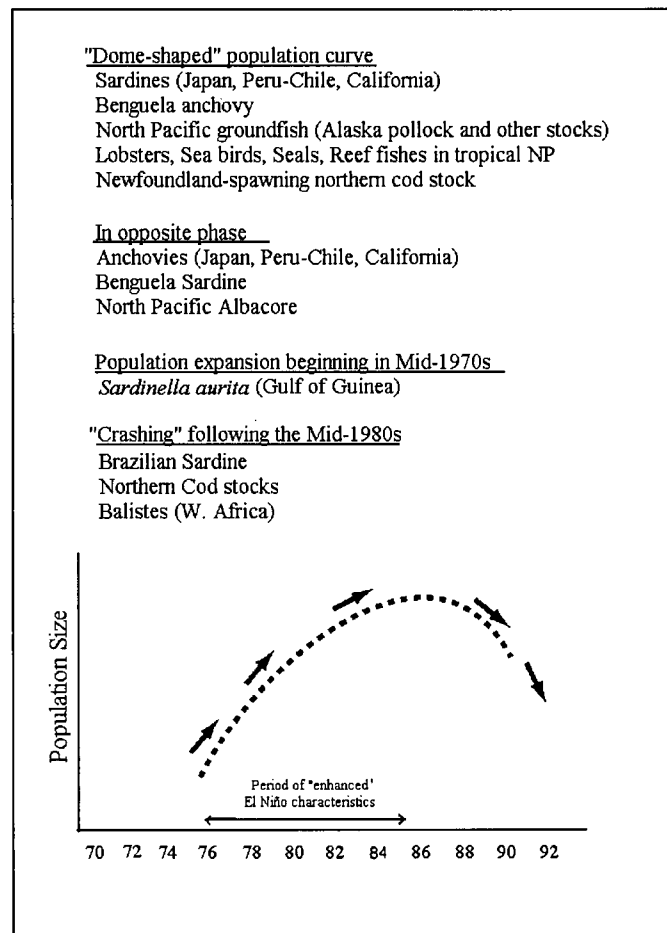 "Dome-shaped" population curve
Sardines (Japan, Peru-Chile, California)
Benguela anchovy
North Pacific groundfish (Alaska pollock and other stocks)
Lobsters, Sea birds, Seals, Reef fishes in tropical NP
Newfoundland-spawning northern cod stock
In opposite phase
Anchovies (Japan, Peru-Chile, California)
Benguela Sardine
North Pacific Albacore
Population expansion beginning in Mid-1970s
Sardinella aurita (Gulf of Guinea)
"Crashing" following the Mid-1980s
Brazilian Sardine
Northern Cod stocks
Balistes (W. Africa)
Population Size
Period of "enhanced"
El Niño characteristics
70 72 74 76 78 80 82 84 86 88 90 92